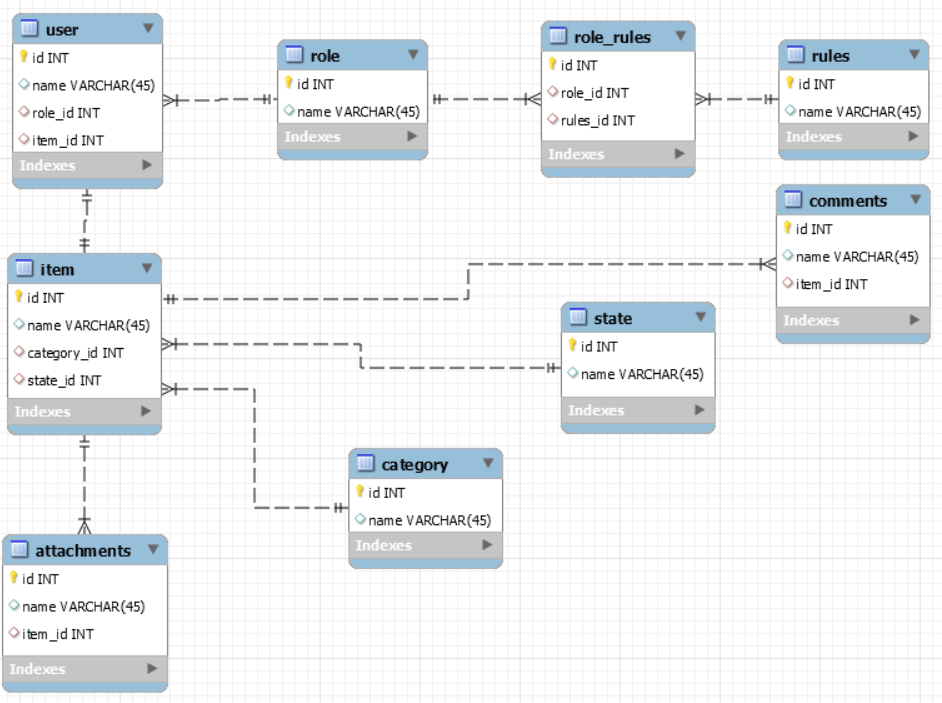 user
id INT
name VARCHAR(45)
role_id INT
item_id INT
Indexes
role
id INT
name VARCHAR(45)
Indexes
role_rules
id INT
role_id INT
rules_id INT
Indexes
rules
id INT
name VARCHAR(45)
Indexes
comments
id INT
name VARCHAR(45)
item_id INT
Indexes
item
id INT
name VARCHAR(45)
category_id INT
state_id INT
Indexes
state
id INT
name VARCHAR(45)
Indexes
category
id INT
name VARCHAR(45)
Indexes
attachments
id INT
name VARCHAR(45)
item_id INT
Indexes